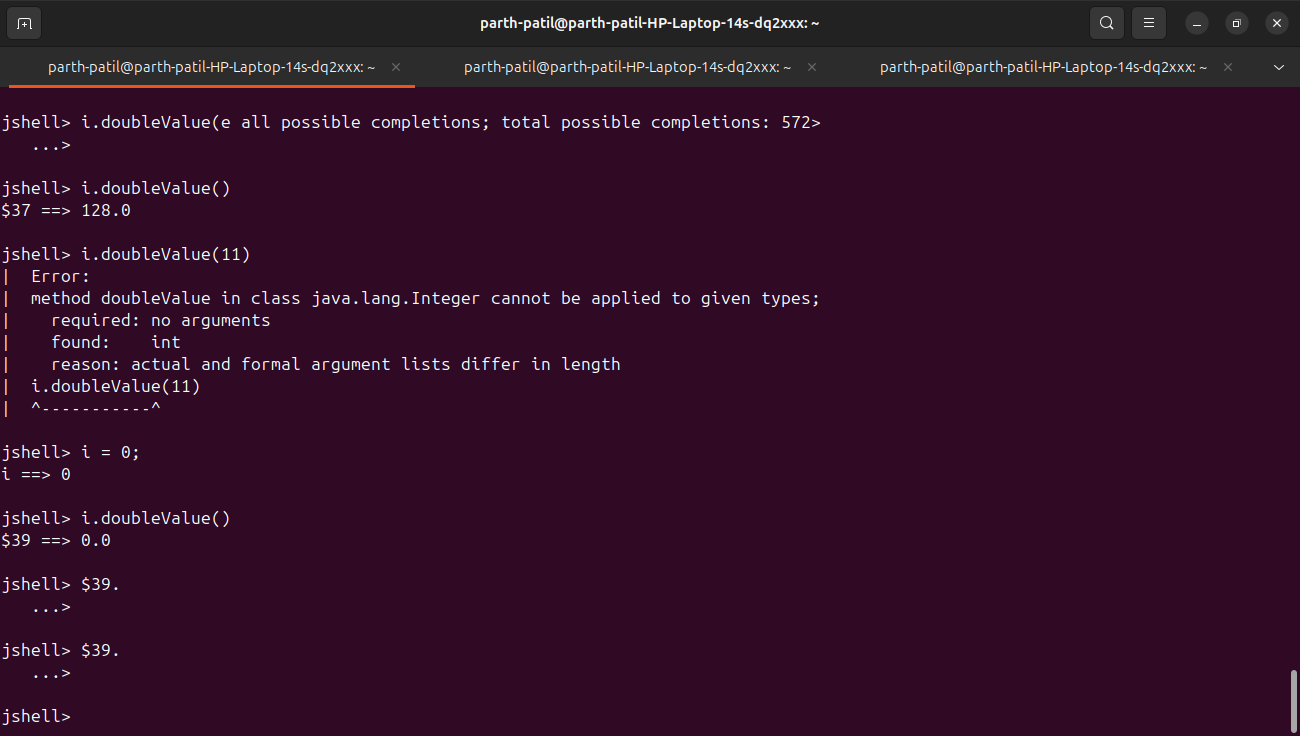 parth-patil@parth-patil-HP-Laptop-14s-dq2xxx: ~
parth-patil@parth-patil-HP-Laptop-14s-dq2xxx: ~
parth-patil@parth-patil-HP-Laptop-14s-dq2xxx: ~
parth-patil@parth-patil-HP-Laptop-14s-dq2xxx: ~
jshell> i.doubleValue(e all possible completions; total possible completions: 572>
   ...>
jshell> i.doubleValue()
$37 ==> 128.0
jshell> i.doubleValue(11)
|  Error:
|  method doubleValue in class java.lang.Integer cannot be applied to given types;
|    required: no arguments
|    found:    int
|    reason: actual and formal argument lists differ in length
|  i.doubleValue(11)
|  ^-----------^
jshell> i = 0;
i ==> 0
jshell> i.doubleValue()
$39 ==> 0.0
jshell> $39.
   ...>
jshell> $39.
   ...>
jshell>